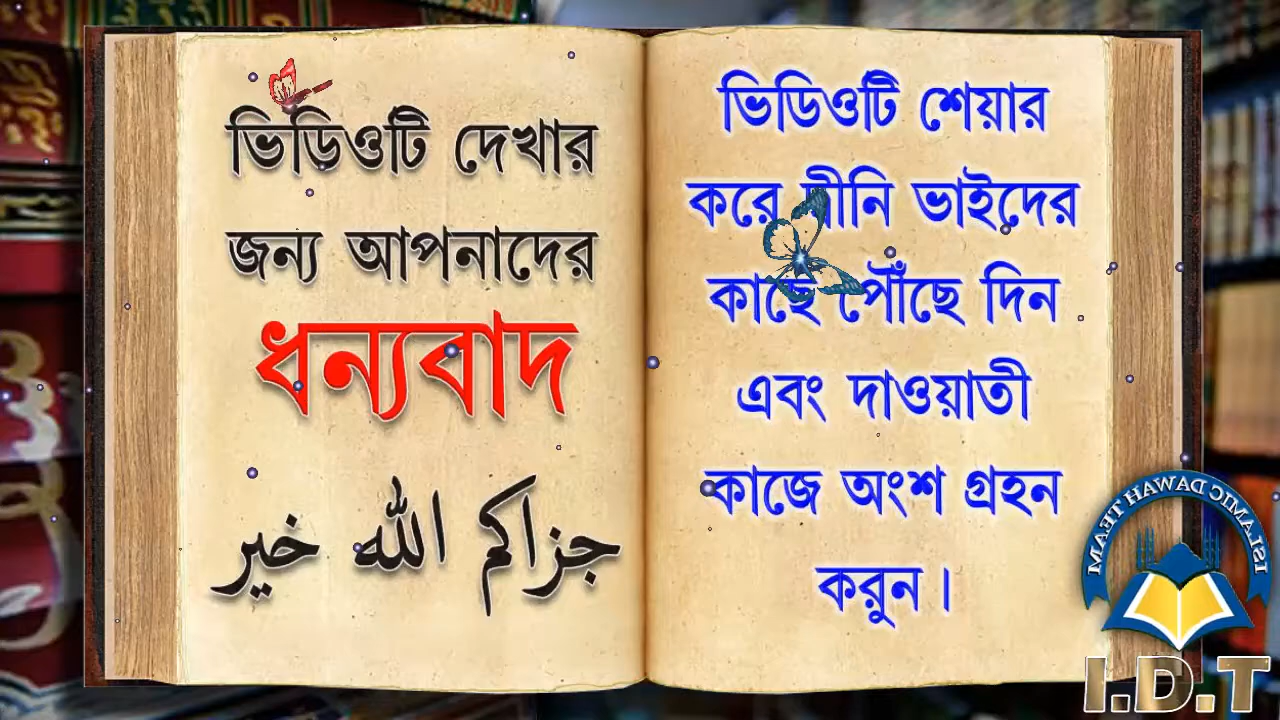 ভিডিওটি দেখার
জন্য আপনাদের
ধন্যবাদ
جزاكم الله خير
ভিডিওটি শেয়ার
করে দ্বীনি ভাইদের
কাছে পৌঁছে দিন
এবং দাওয়াতী
কাজে অংশ গ্রহন
করুন।
ISLAMIC DAWAH TEAM
I.D.T